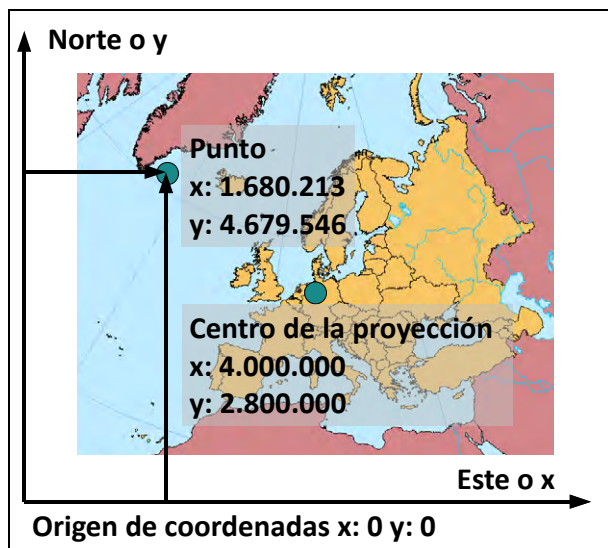 Norte o y
Punto
x: 1.680.213
y: 4.679.546
Centro de la proyección
x: 4.000.000
y: 2.800.000
Este o x
Origen de coordenadas x: 0 y: 0